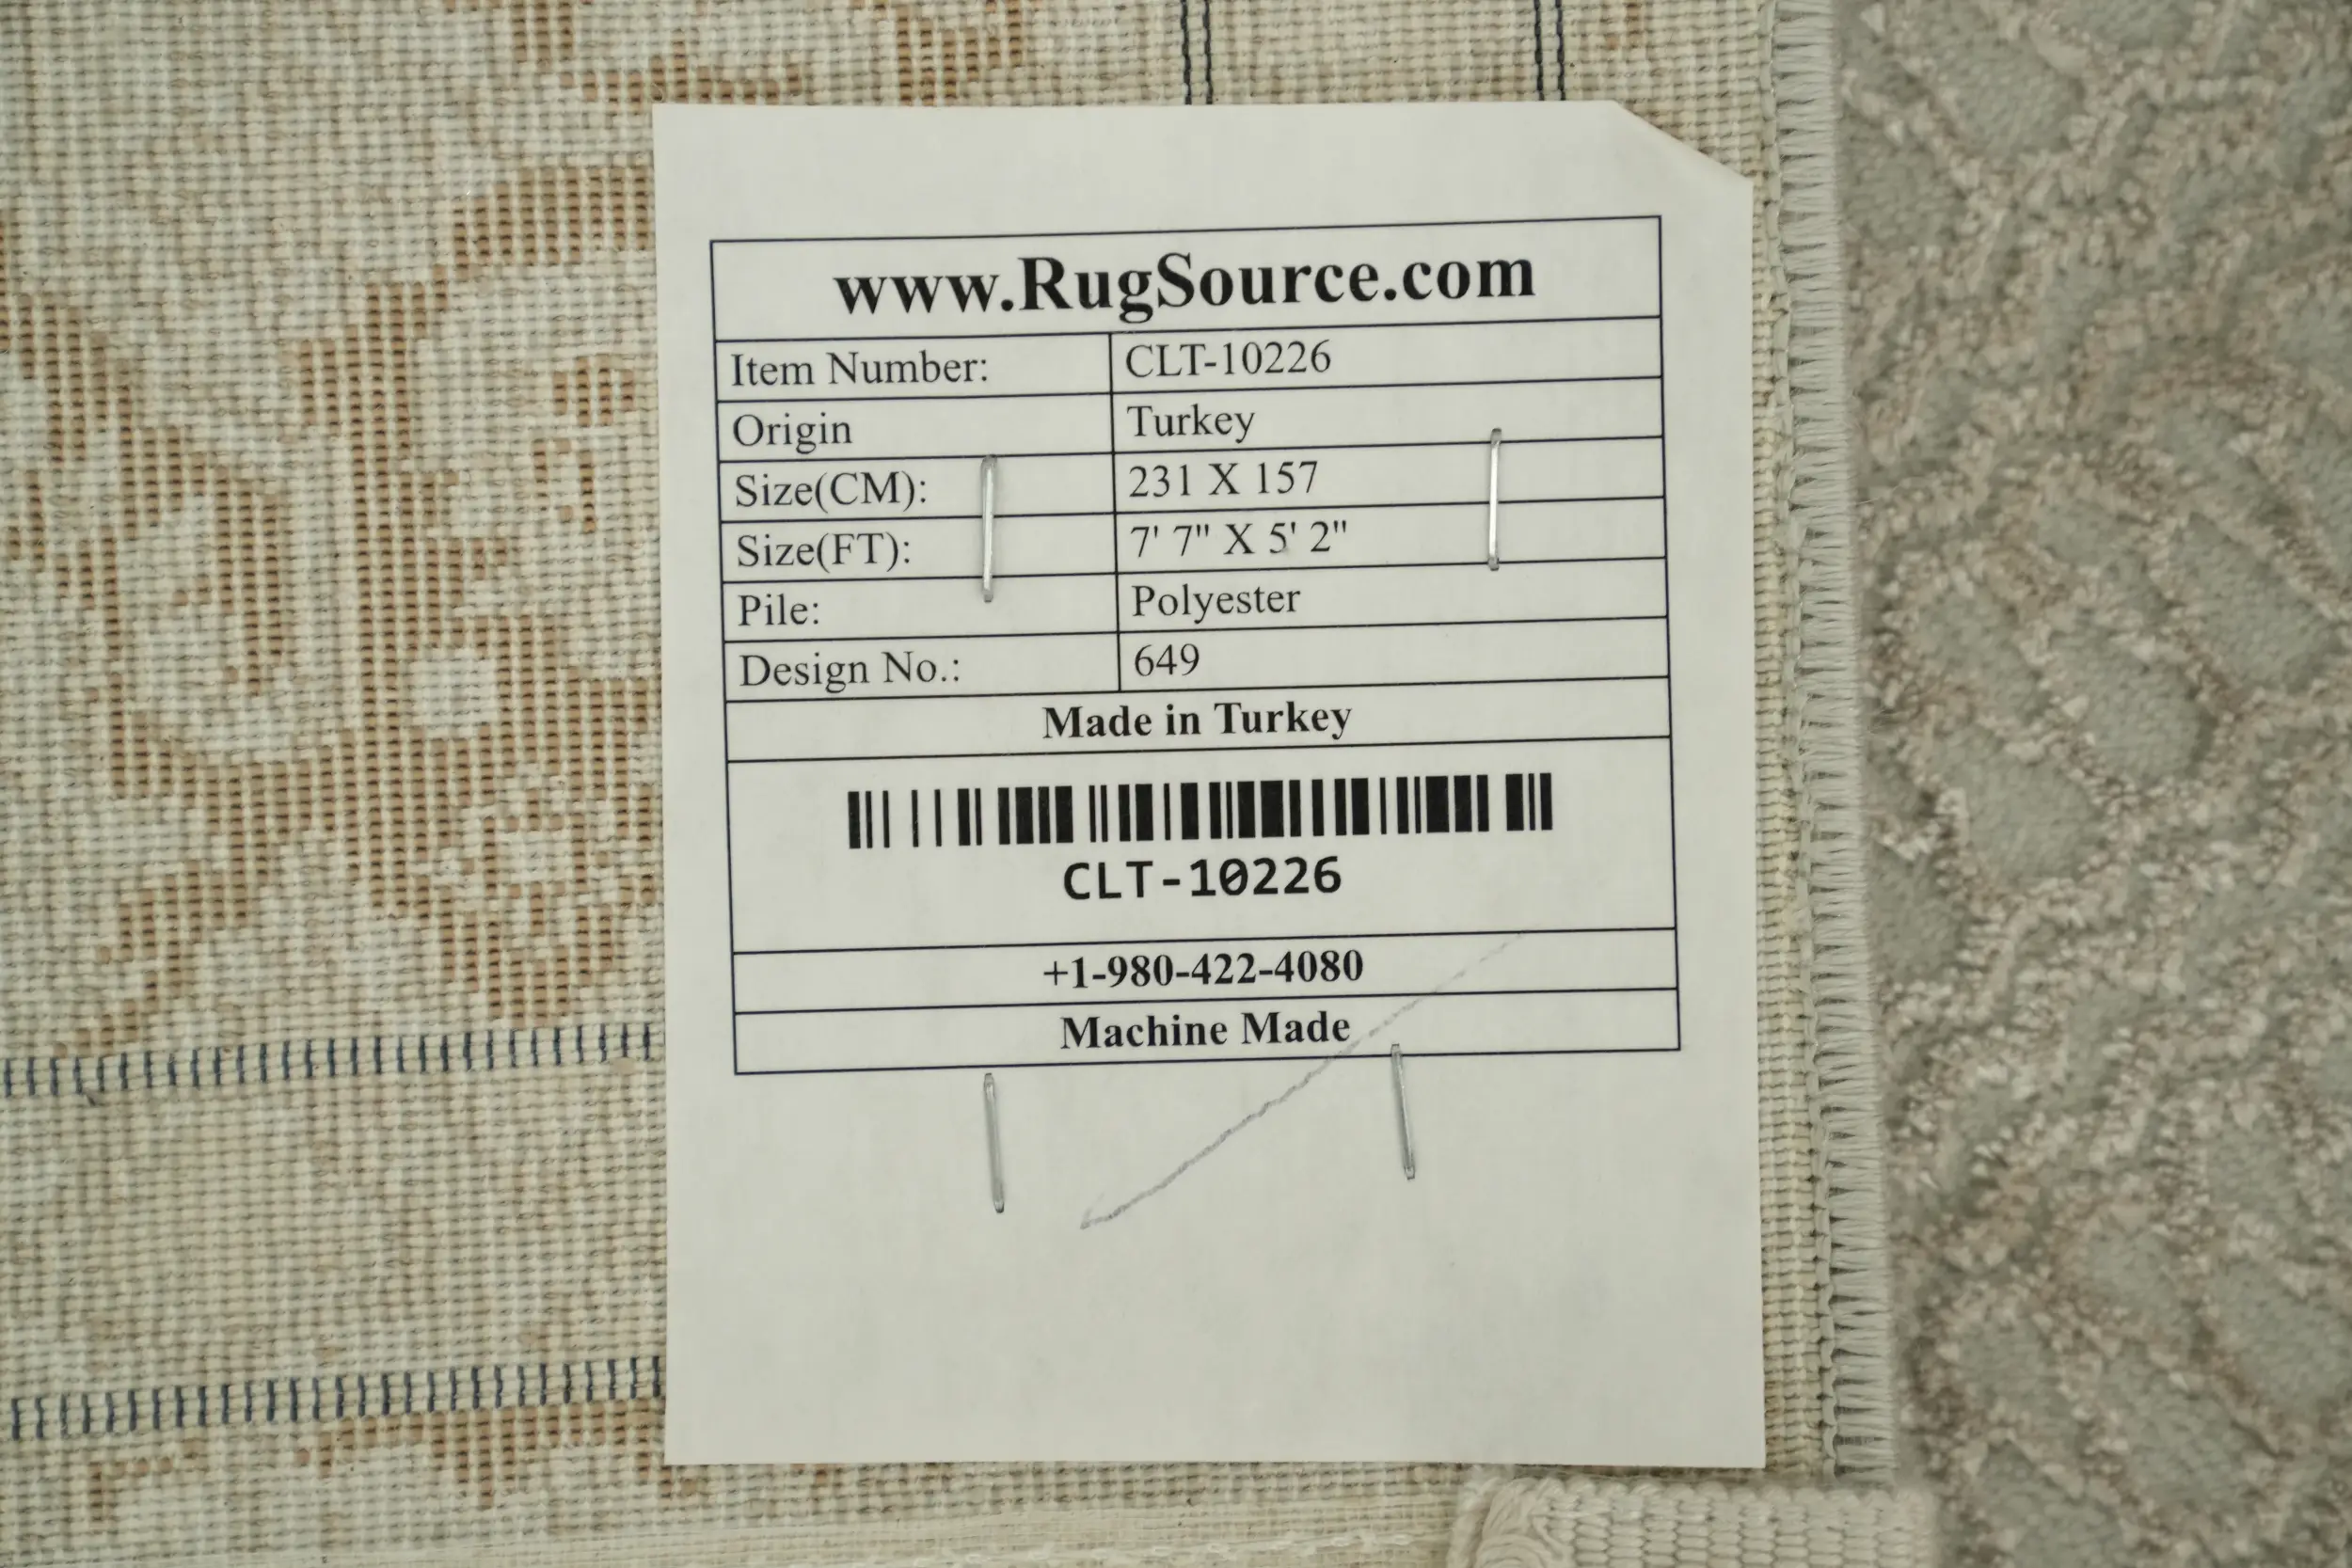 www.RugSource.com
Item Number: CLT-10226
Origin Turkey
Size(CM): 231 X 157
Size(FT): 7' 7" X 5' 2"
Pile: Polyester
Design No.: 649
Made in Turkey
CLT-10226
+1-980-422-4080
Machine Made